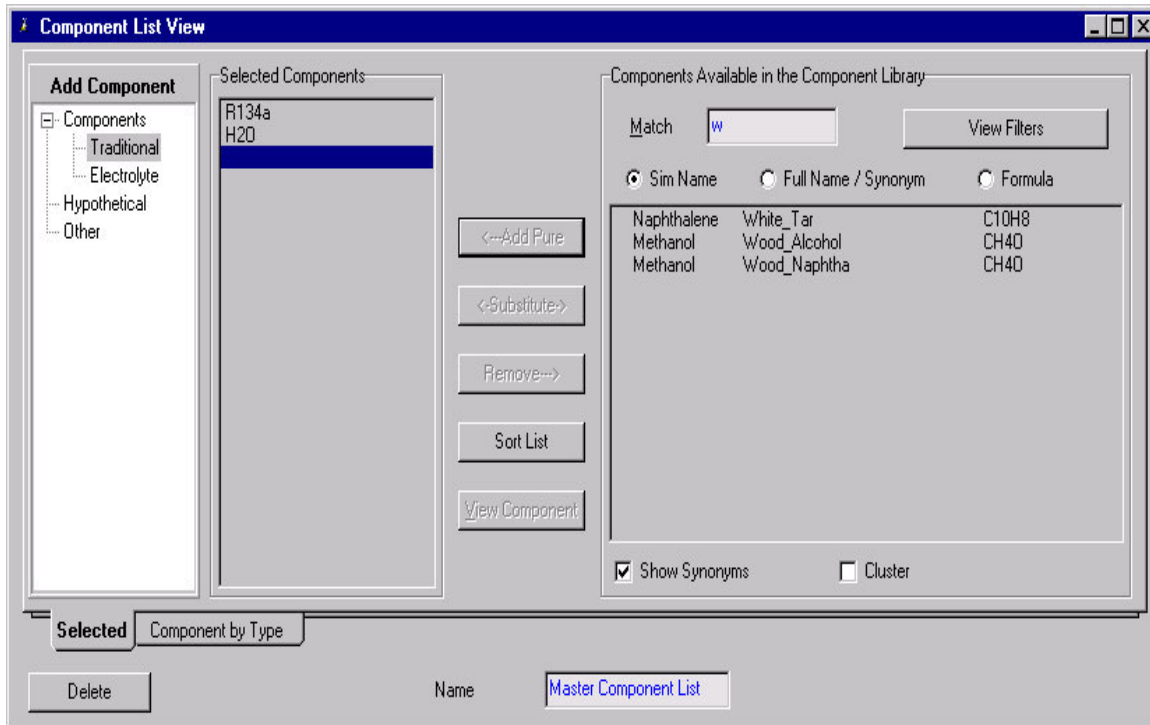 Component List View
Add Component
Components
Traditional
Electrolyte
Hypothetical
Other
Selected Components
R134a
H2O
<---Add Pure
<-Substitute->
Remove--->
Sort List
View Component
Components Available in the Component Library
Match w View Filters
Sim Name Full Name / Synonym Formula
Naphthalene White_Tar C10H8
Methanol Wood_Alcohol CH4O
Methanol Wood_Naphtha CH4O
Show Synonyms Cluster
Selected Component by Type
Delete Name Master Component List